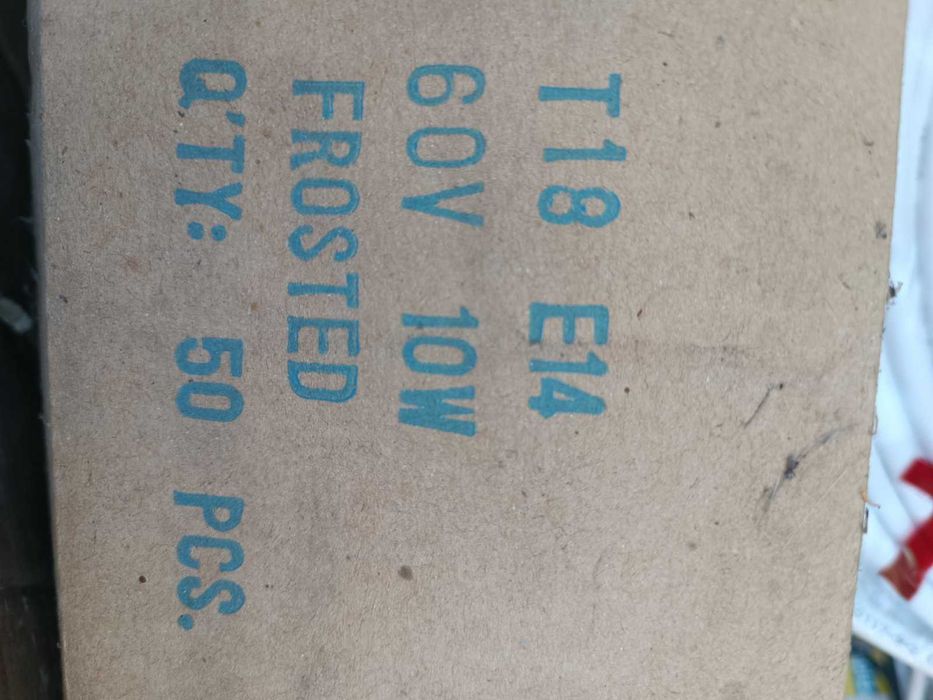 T18 E14
60V 10W
FROSTED
Q'TY: 50 PCS.